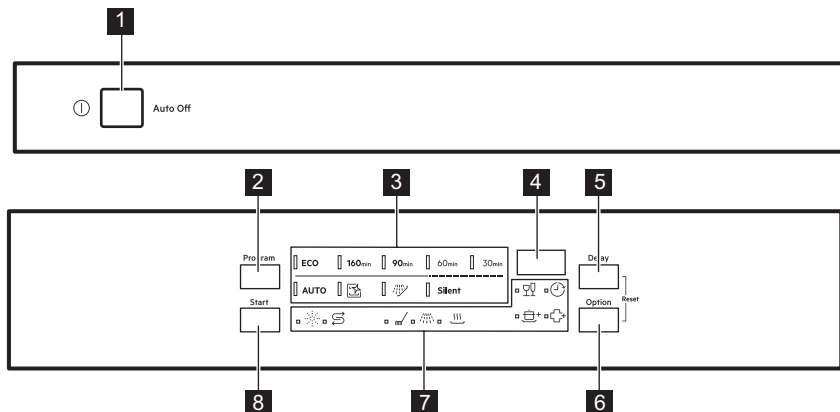 1
Auto Off
2
3
4
5
Program
Delay
ECO 160min 90min 60min 30min
AUTO Silent
Reset
Start
Option
+ +
8
7
6